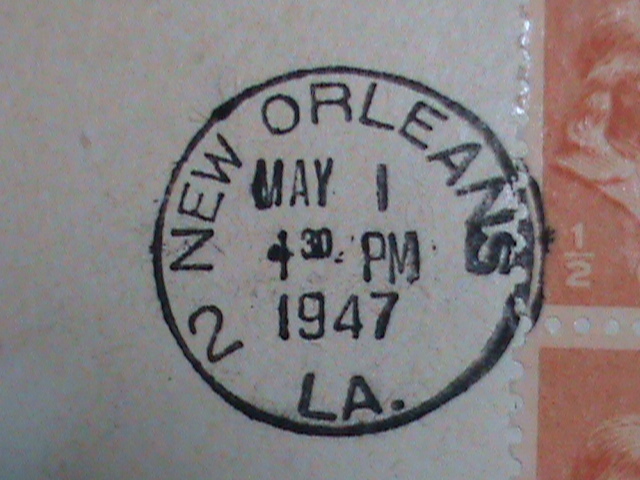 2 NEW ORLEANS
MAY 1
4 30 PM
1947
LA.
1/2